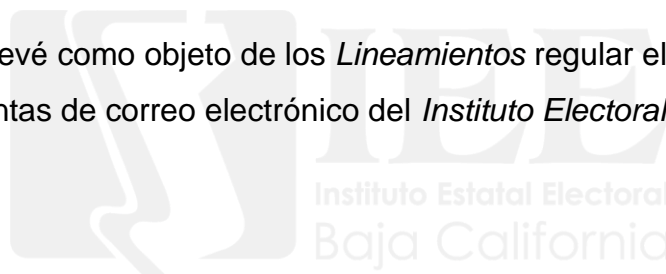 evé como objeto de los Lineamientos regular el
ntas de correo electrónico del Instituto Electoral
IEE
Instituto Estatal Electoral
Baja California